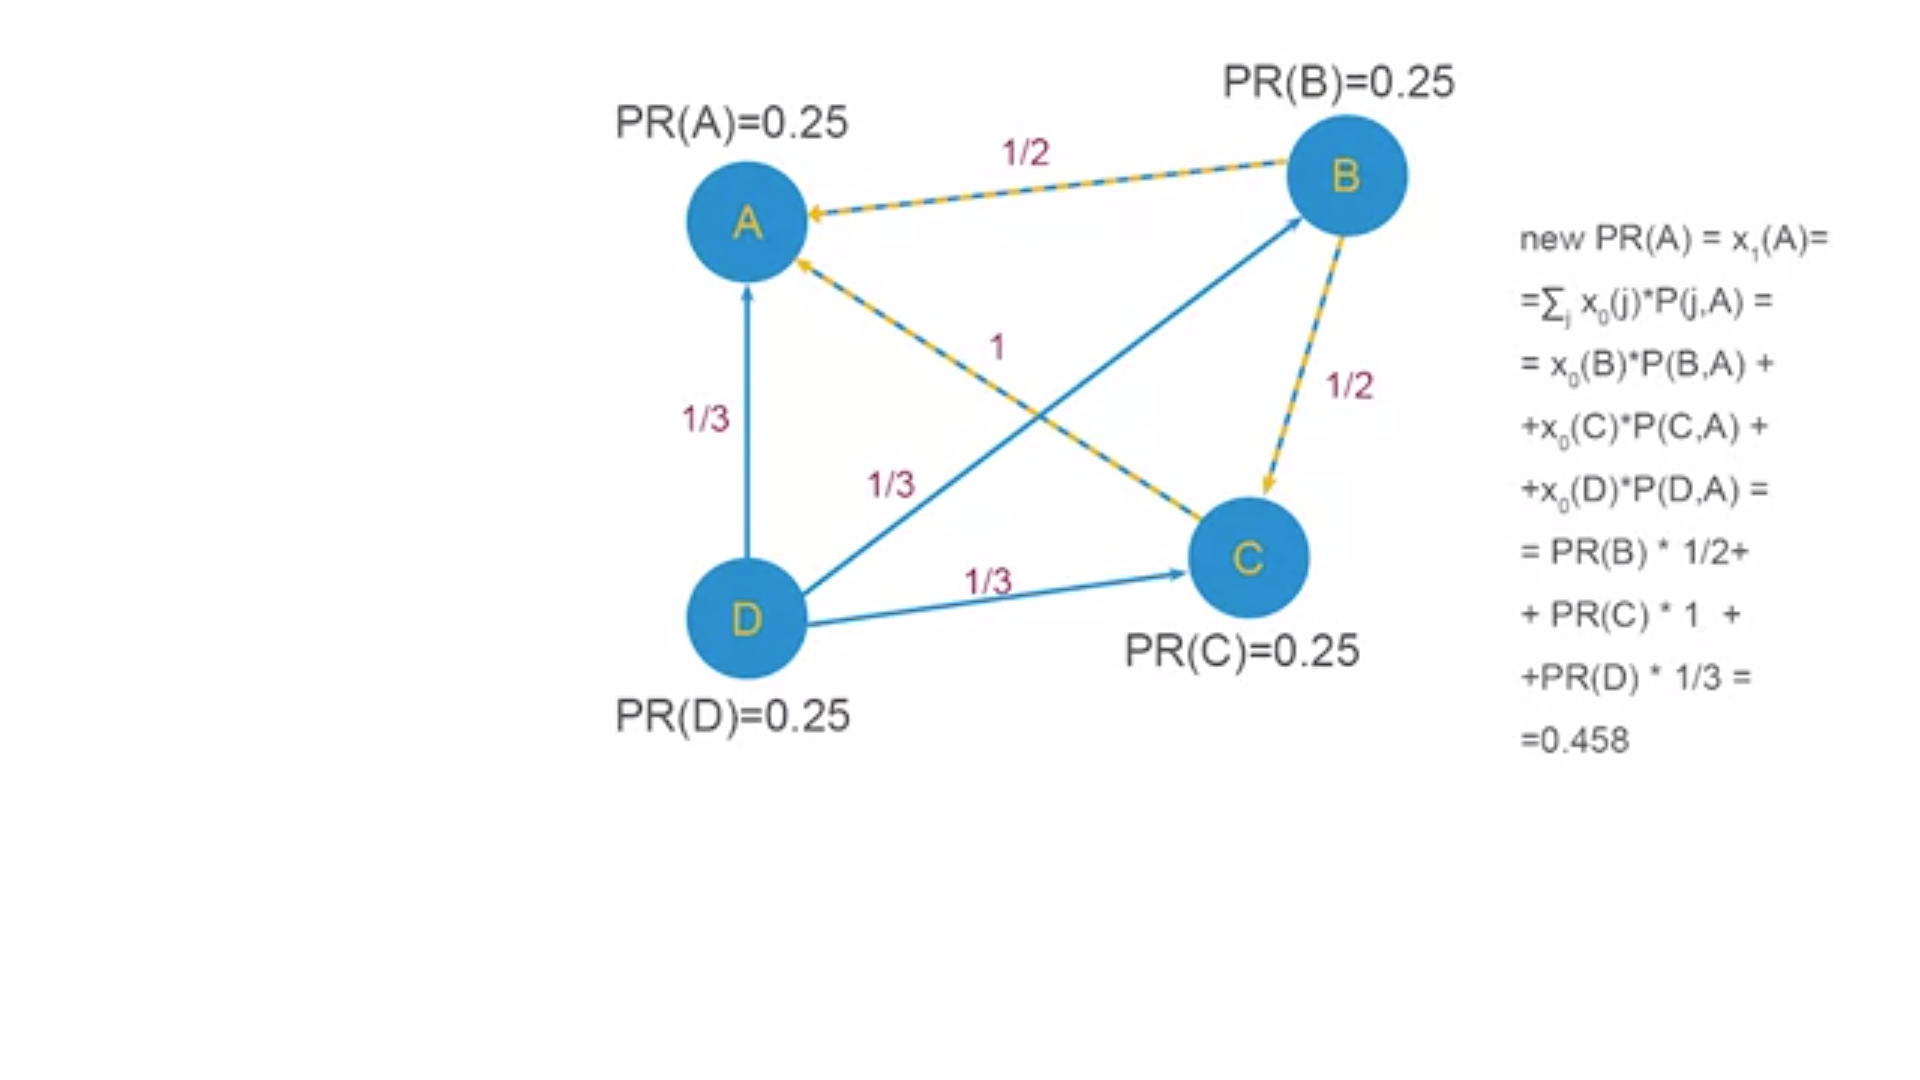 PR(B)=0.25
PR(A)=0.25
1/2
B
A
1
1/2
1/3
1/3
C
1/3
D
PR(C)=0.25
PR(D)=0.25
new PR(A) = x₁(A)=
=∑ⱼ x₀(j)*P(j,A) =
= x₀(B)*P(B,A) +
+x₀(C)*P(C,A) +
+x₀(D)*P(D,A) =
= PR(B) * 1/2+
+ PR(C) * 1 +
+PR(D) * 1/3 =
=0.458